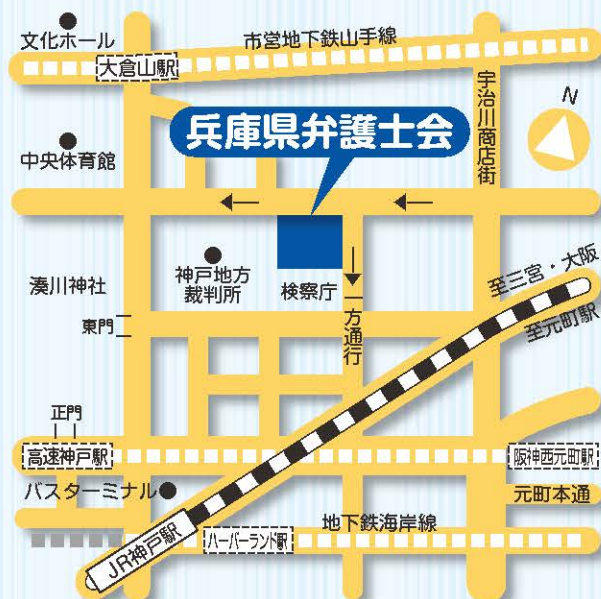 文化ホール
市営地下鉄山手線
大倉山駅
宇治川商店街
N
兵庫県弁護士会
中央体育館
神戸地方
裁判所
検察庁
一方通行
湊川神社
東門
至三宮・大阪
至元町駅
正門
高速神戸駅
阪神西元町駅
バスターミナル
元町本通
地下鉄海岸線
JR神戸駅
ハーバーランド駅